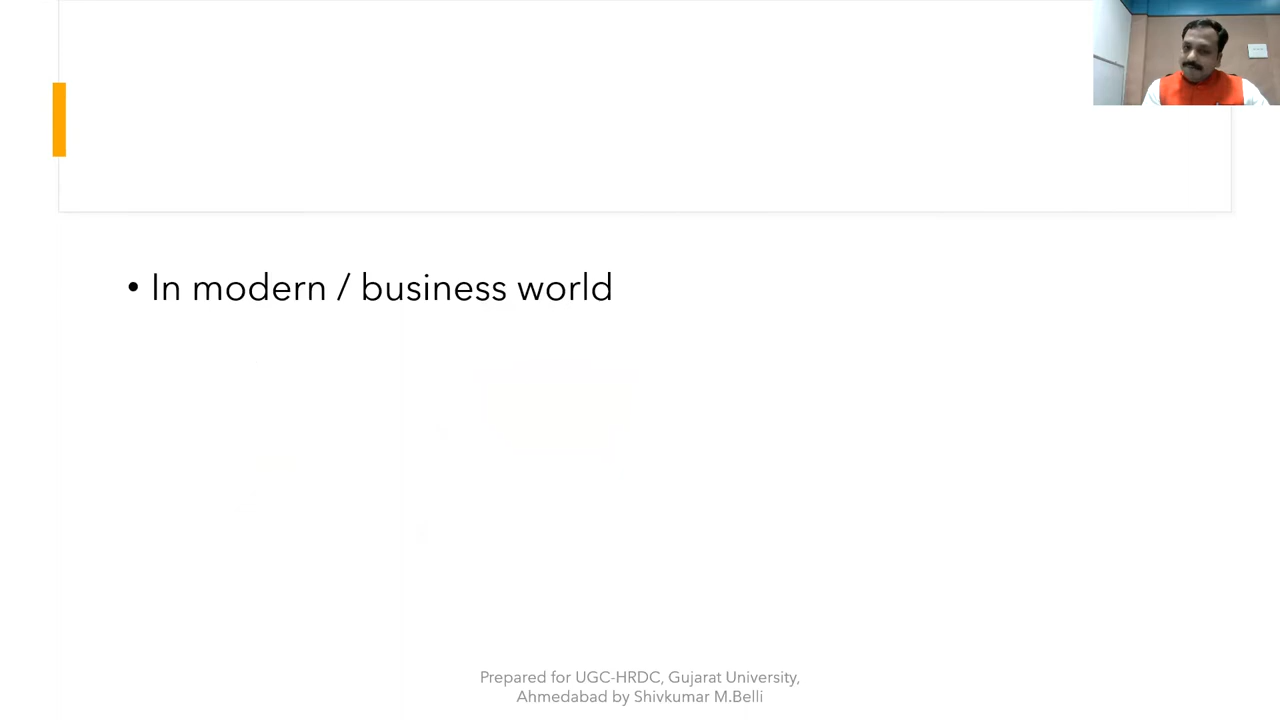 • In modern / business world
Prepared for UGC-HRDC, Gujarat University,
Ahmedabad by Shivkumar M.Belli